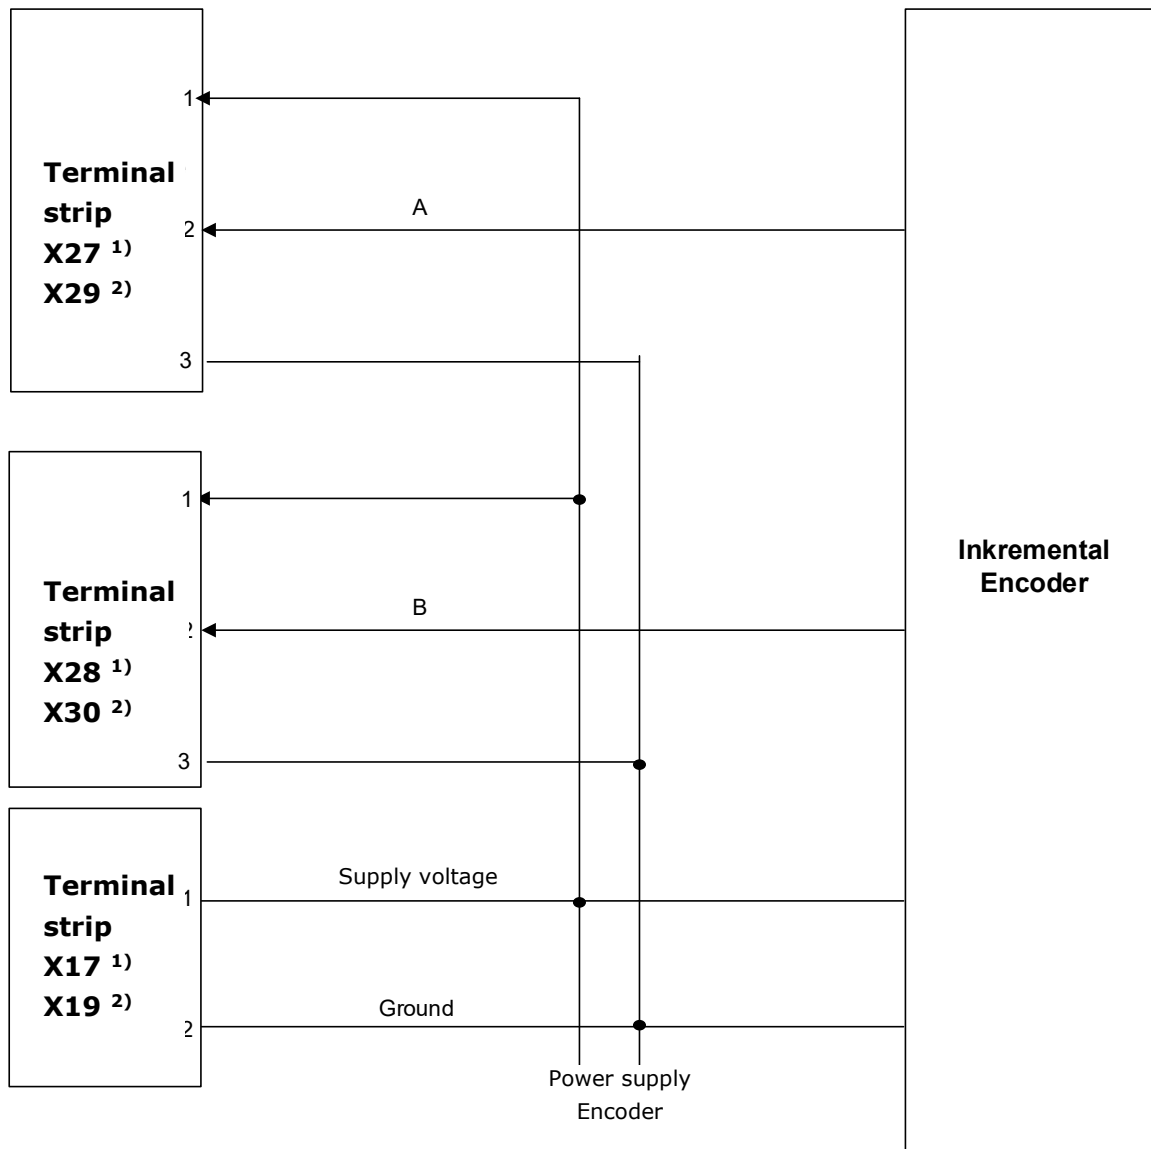 1
Terminal
strip
X27 1)
X29 2)
A
2
3
1
Terminal
strip
X28 1)
X30 2)
B
2
3
Inkremental
Encoder
Terminal
strip
X17 1)
X19 2)
1
Supply voltage
Ground
2
Power supply
Encoder